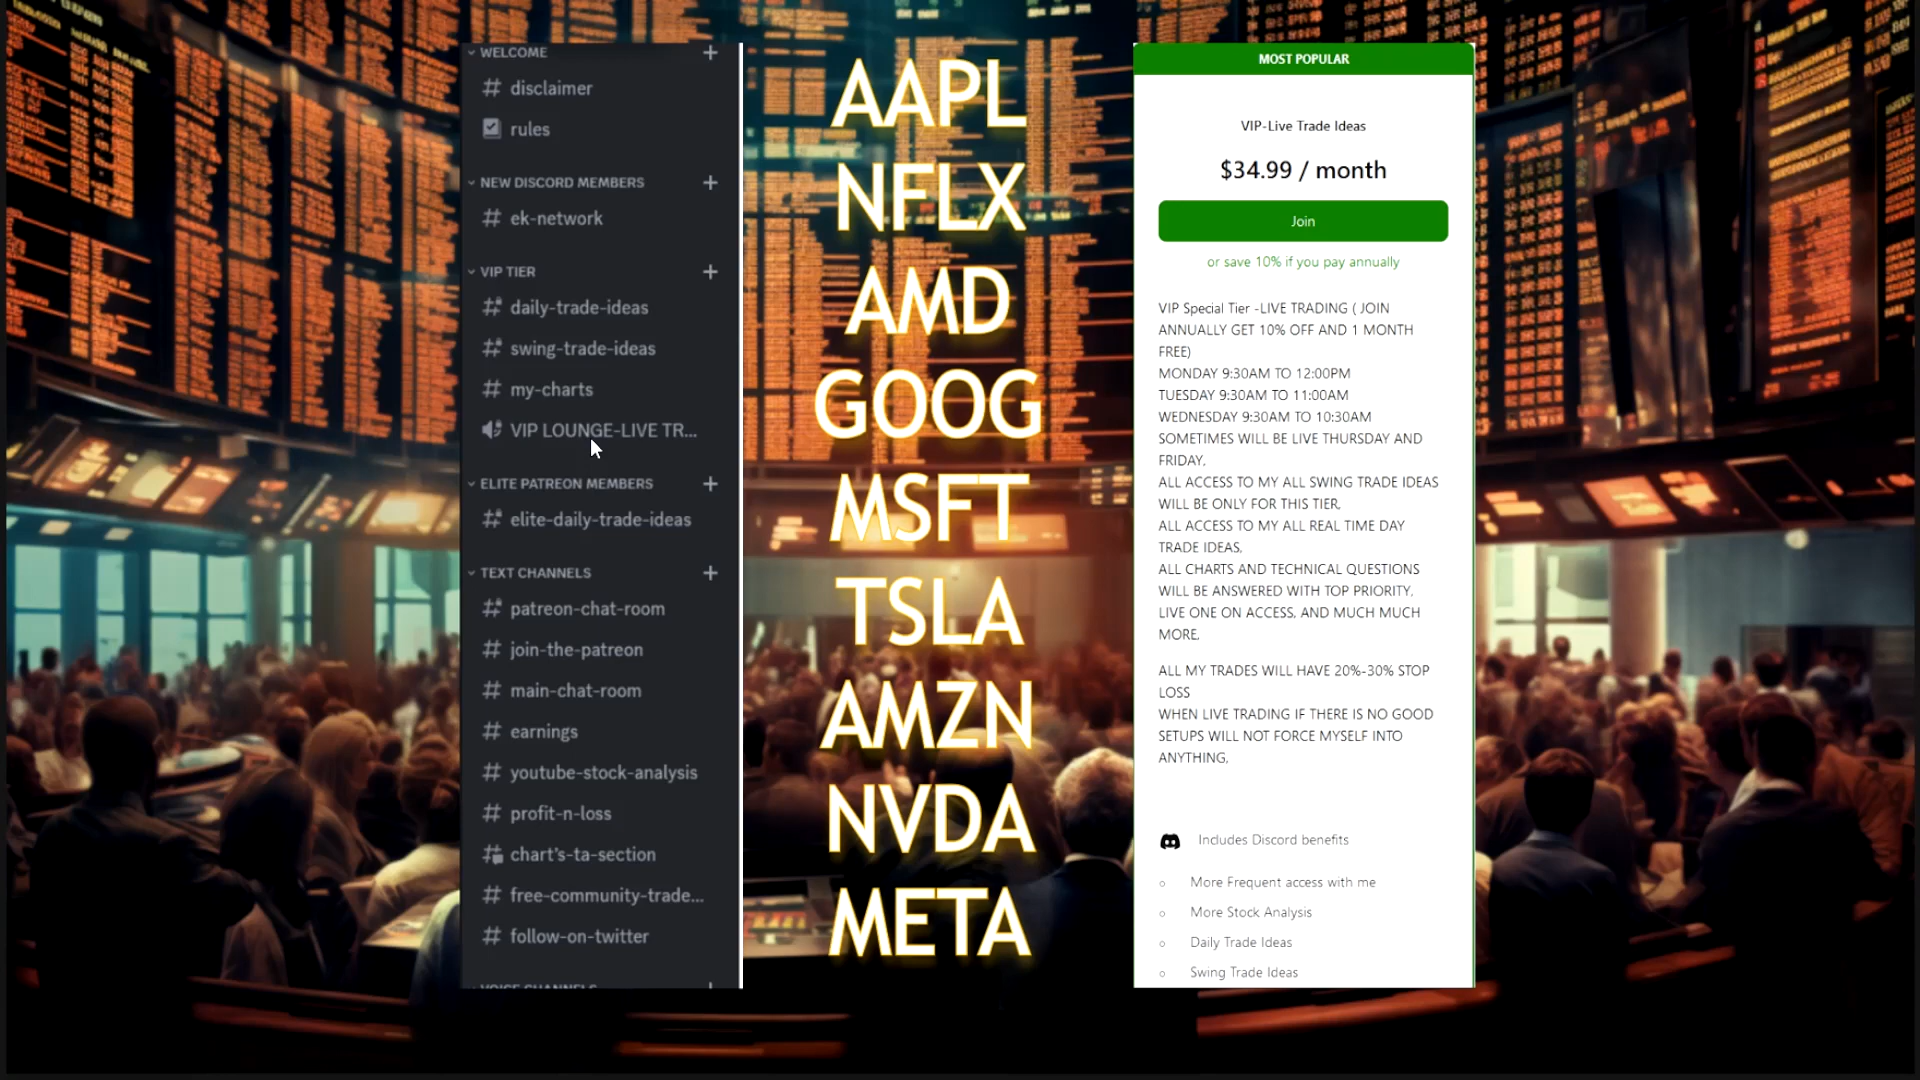 WELCOME
disclaimer
rules
NEW DISCORD MEMBERS
ek-network
VIP TIER
daily-trade-ideas
swing-trade-ideas
my-charts
VIP LOUNGE-LIVE TR...
ELITE PATREON MEMBERS
elite-daily-trade-ideas
TEXT CHANNELS
patreon-chat-room
join-the-patreon
main-chat-room
earnings
youtube-stock-analysis
profit-n-loss
chart's-ta-section
free-community-trade...
follow-on-twitter
VOICE CHANNELS
AAPL
NFLX
AMD
GOOG
MSFT
TSLA
AMZN
NVDA
META
MOST POPULAR
VIP-Live Trade Ideas
$34.99 / month
Join
or save 10% if you pay annually
VIP Special Tier -LIVE TRADING ( JOIN
ANNUALLY GET 10% OFF AND 1 MONTH
FREE)
MONDAY 9:30AM TO 12:00PM
TUESDAY 9:30AM TO 11:00AM
WEDNESDAY 9:30AM TO 10:30AM
SOMETIMES WILL BE LIVE THURSDAY AND
FRIDAY.
ALL ACCESS TO MY ALL SWING TRADE IDEAS
WILL BE ONLY FOR THIS TIER.
ALL ACCESS TO MY ALL REAL TIME DAY
TRADE IDEAS.
ALL CHARTS AND TECHNICAL QUESTIONS
WILL BE ANSWERED WITH TOP PRIORITY.
LIVE ONE ON ACCESS. AND MUCH MUCH
MORE.
ALL MY TRADES WILL HAVE 20%-30% STOP
LOSS
WHEN LIVE TRADING IF THERE IS NO GOOD
SETUPS WILL NOT FORCE MYSELF INTO
ANYTHING.
Includes Discord benefits
More Frequent access with me
More Stock Analysis
Daily Trade Ideas
Swing Trade Ideas